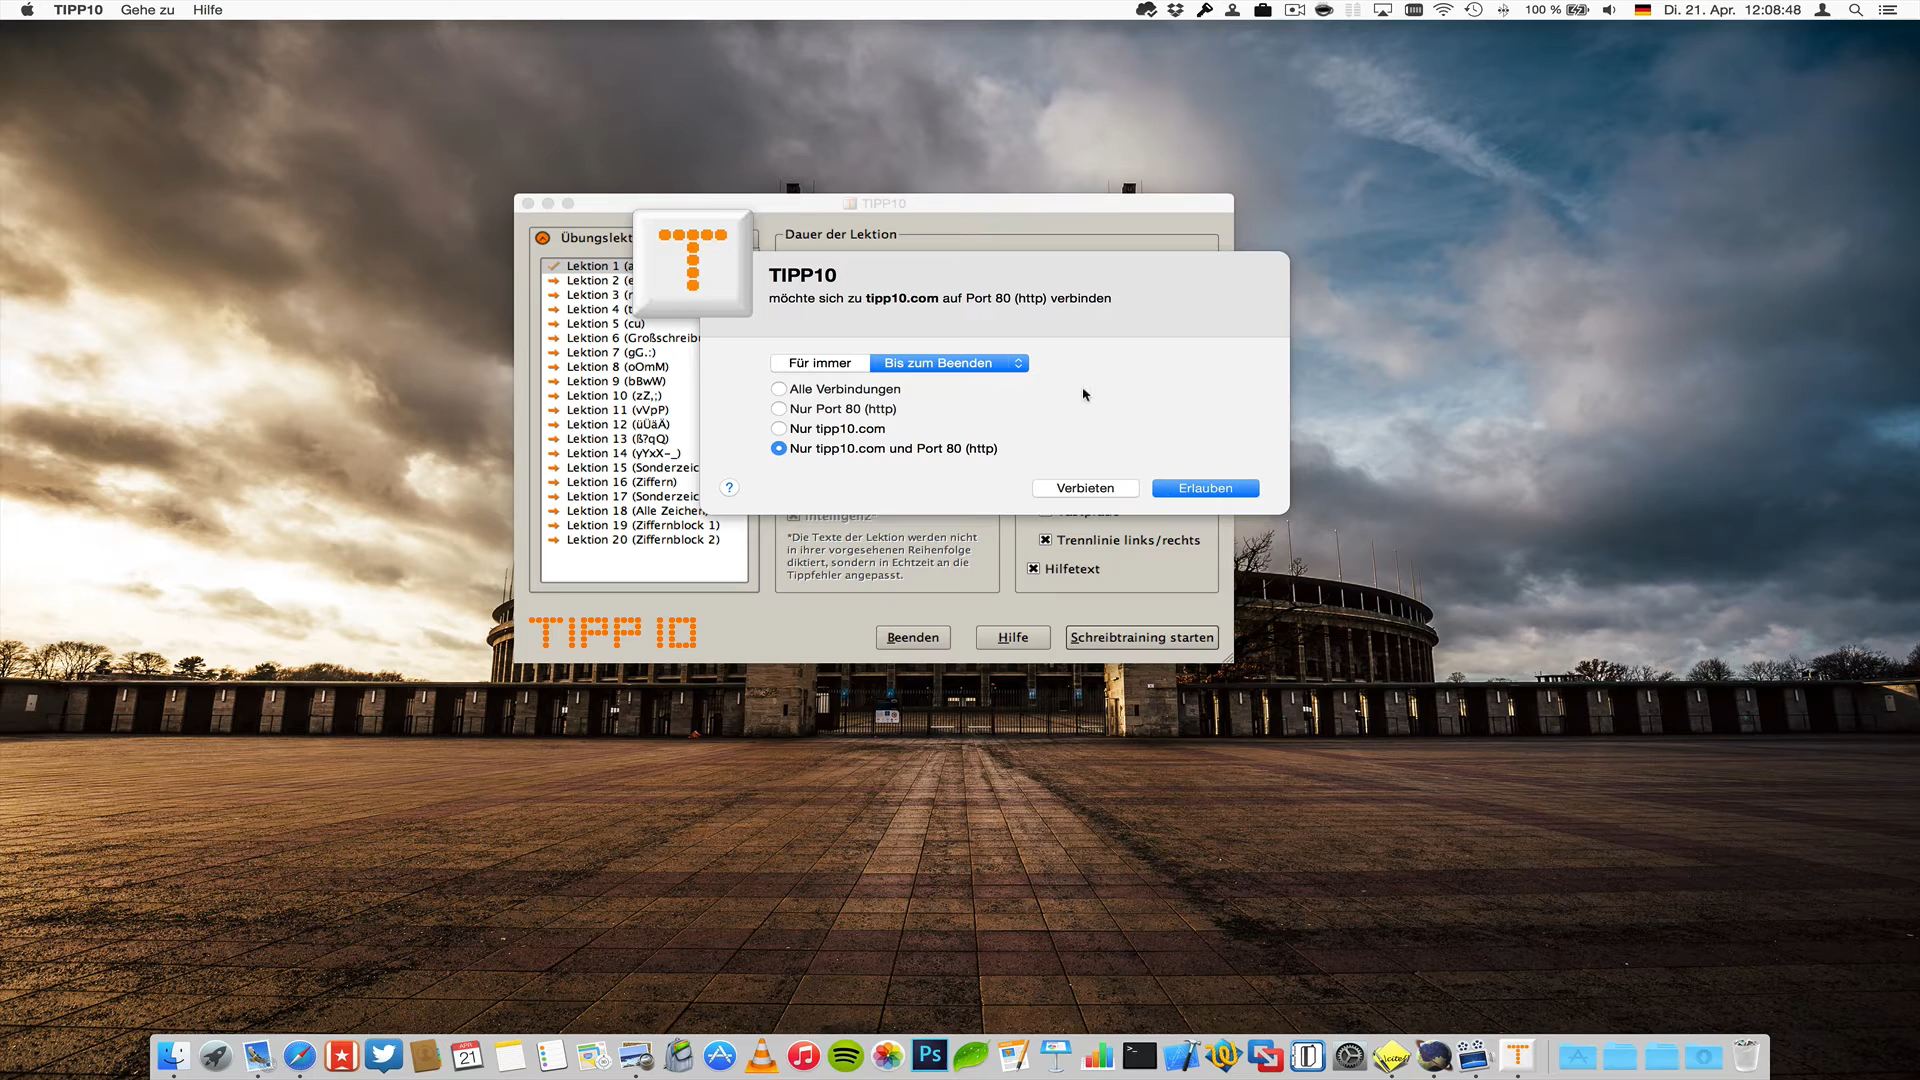 TIPP10 Gehe zu Hilfe
100 % Di. 21. Apr. 12:08:48
TIPP10
Übungslekt
Dauer der Lektion
Lektion 1 (a
Lektion 2 (e
Lektion 3 (r
Lektion 4 (t
Lektion 5 (cu)
Lektion 6 (Großschreibu
Lektion 7 (gG.:)
Lektion 8 (oOmM)
Lektion 9 (bBwW)
Lektion 10 (zZ,;)
Lektion 11 (vVpP)
Lektion 12 (üÜäÄ)
Lektion 13 (ß?qQ)
Lektion 14 (yYxX-_)
Lektion 15 (Sonderzeic
Lektion 16 (Ziffern)
Lektion 17 (Sonderzeic
Lektion 18 (Alle Zeichen,
Lektion 19 (Ziffernblock 1)
Lektion 20 (Ziffernblock 2)
T
TIPP10
möchte sich zu tipp10.com auf Port 80 (http) verbinden
Für immer Bis zum Beenden
Alle Verbindungen
Nur Port 80 (http)
Nur tipp10.com
Nur tipp10.com und Port 80 (http)
? Verbieten Erlauben
Intelligenz*
*Die Texte der Lektion werden nicht
in ihrer vorgesehenen Reihenfolge
diktiert, sondern in Echtzeit an die
Tippfehler angepasst.
Trennlinie links/rechts
Hilfetext
TIPP10
Beenden Hilfe Schreibtraining starten
APR
21
Ps
T